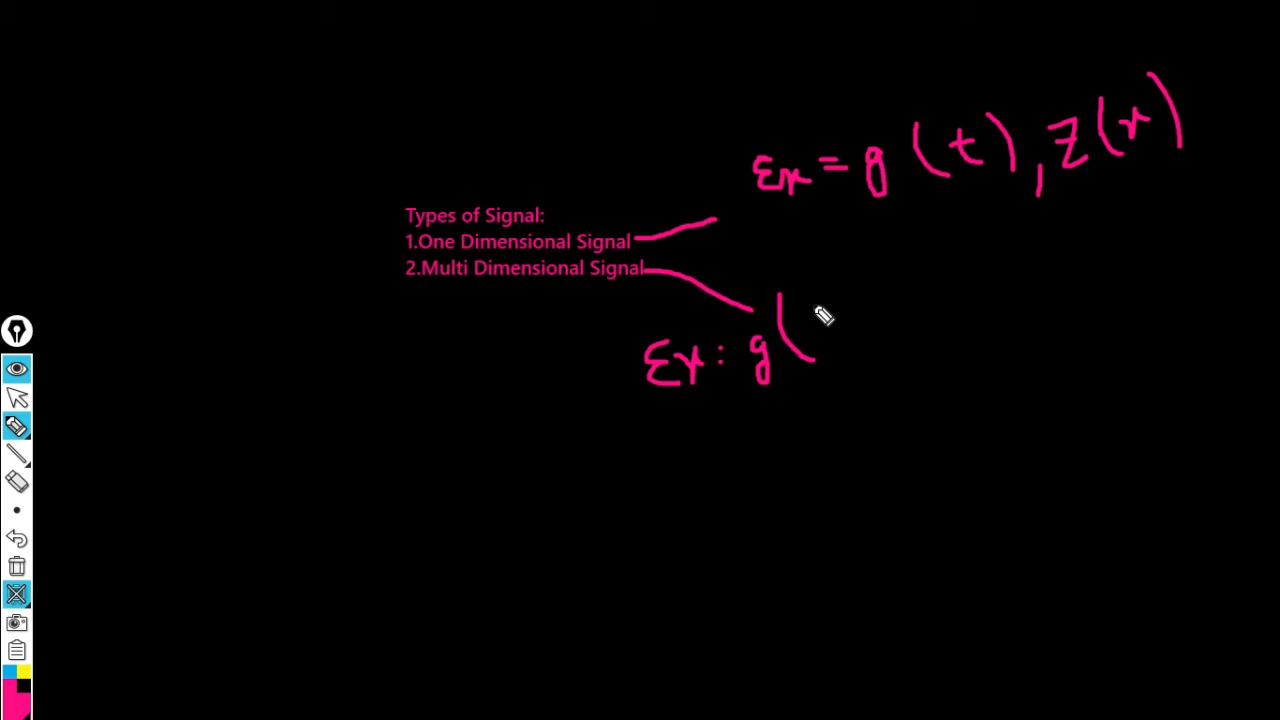 Ex = g(t), Z(x)
Types of Signal:
1.One Dimensional Signal
2.Multi Dimensional Signal
Ex: g(